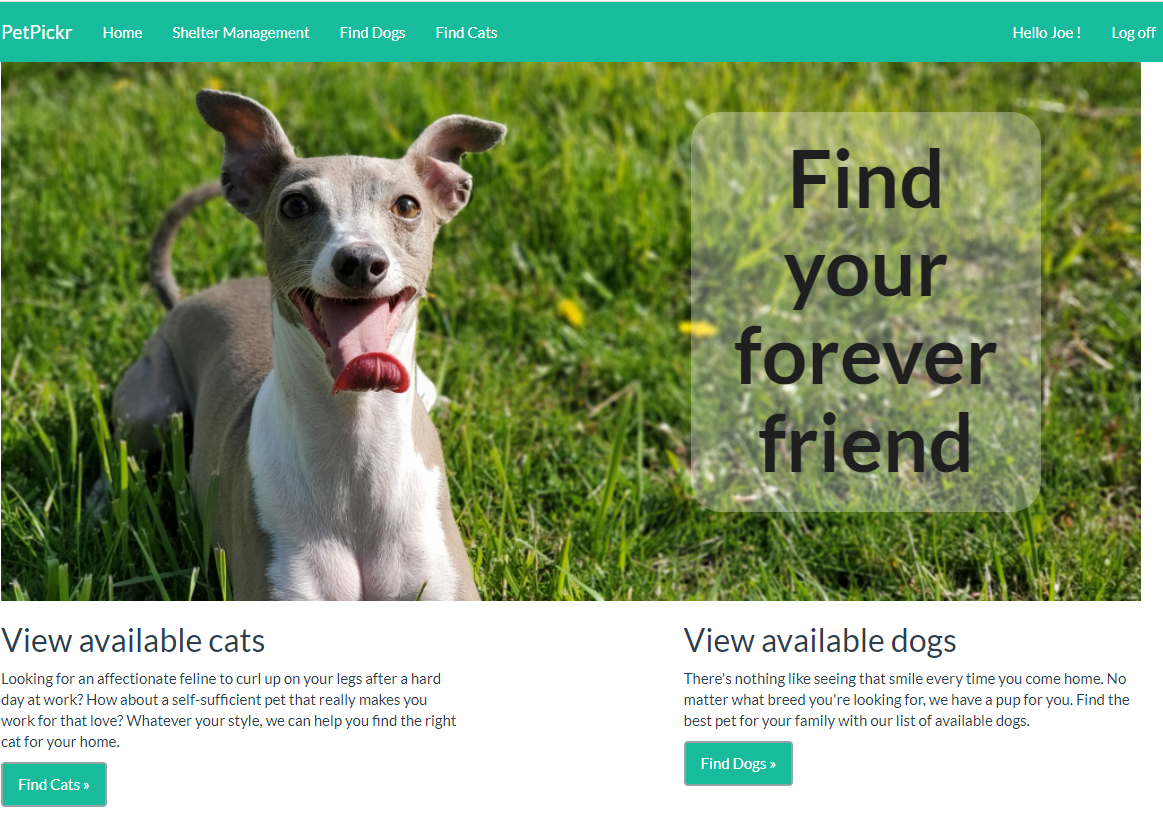 PetPickr Home Shelter Management Find Dogs Find Cats Hello Joe ! Log off
Find
your
forever
friend
View available cats
Looking for an affectionate feline to curl up on your legs after a hard
day at work? How about a self-sufficient pet that really makes you
work for that love? Whatever your style, we can help you find the right
cat for your home.
Find Cats »
View available dogs
There's nothing like seeing that smile every time you come home. No
matter what breed you're looking for, we have a pup for you. Find the
best pet for your family with our list of available dogs.
Find Dogs »